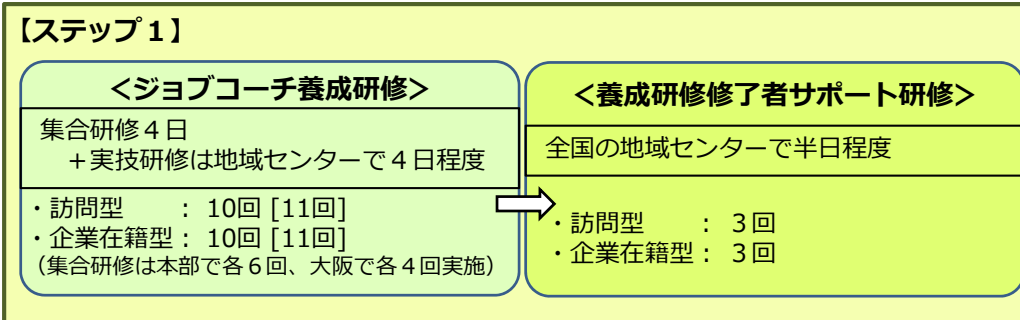 【ステップ１】
＜ジョブコーチ養成研修＞
集合研修４日
＋実技研修は地域センターで４日程度
・訪問型　　： 10回 [11回]
・企業在籍型： 10回 [11回]
（集合研修は本部で各６回、大阪で各４回実施）
＜養成研修修了者サポート研修＞
全国の地域センターで半日程度
・訪問型　　： ３回
・企業在籍型： ３回